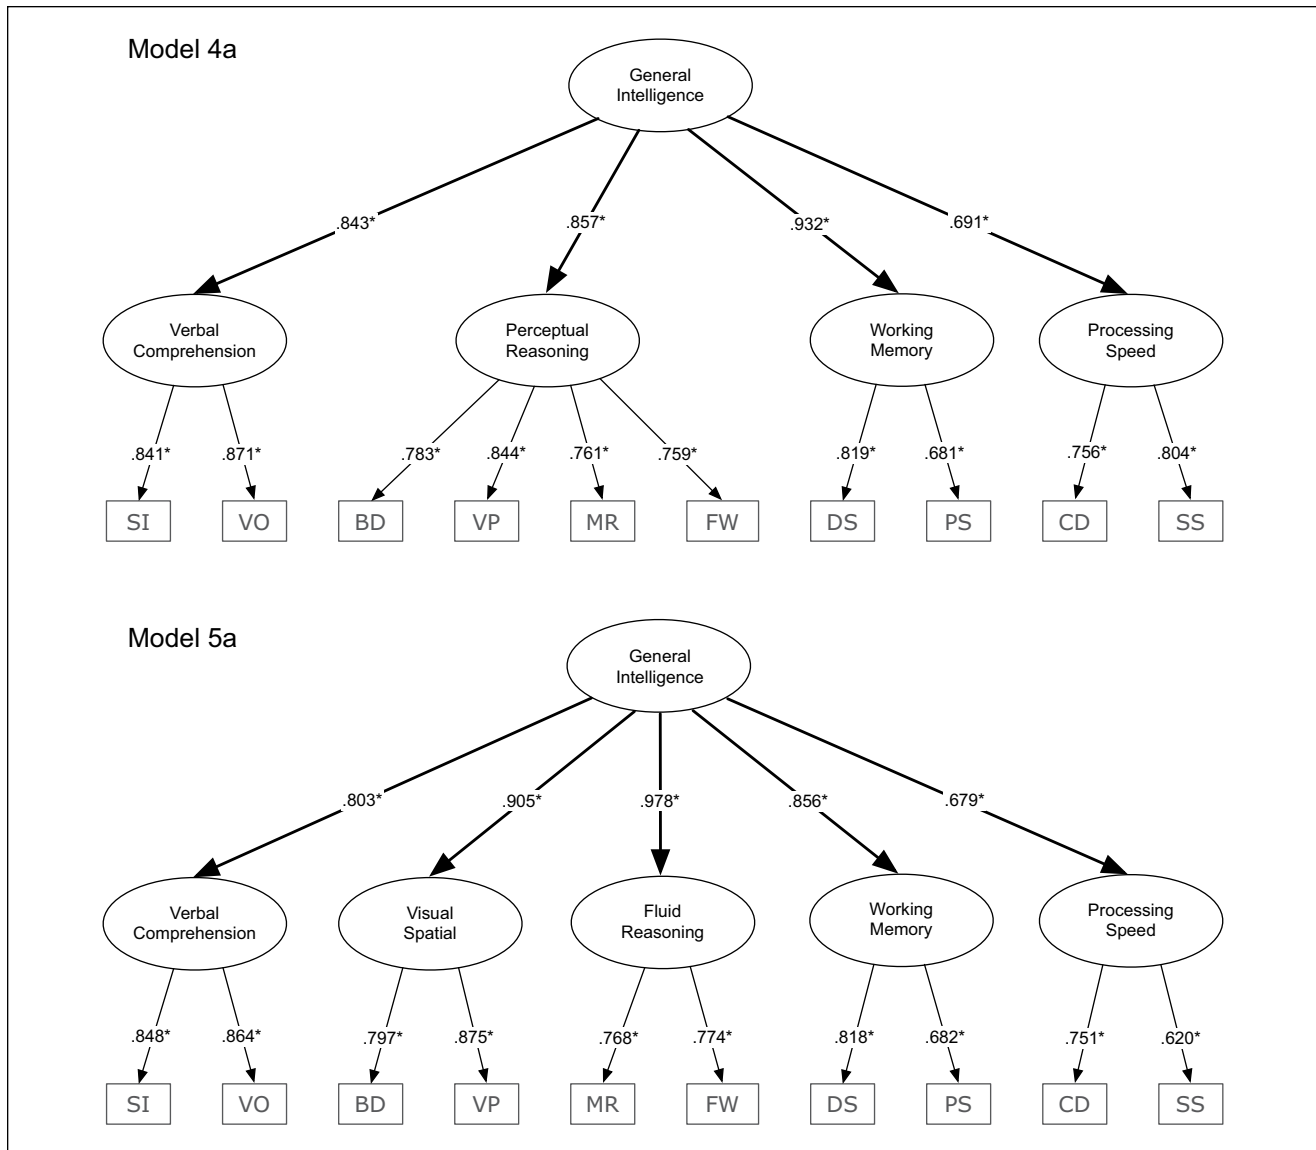 Model 4a
General
Intelligence
.843*
.857*
.932*
.691*
Verbal
Comprehension
Perceptual
Reasoning
Working
Memory
Processing
Speed
.841*
.871*
.783*
.844*
.761*
.759*
.819*
.681*
.756*
.804*
SI
VO
BD
VP
MR
FW
DS
PS
CD
SS
Model 5a
General
Intelligence
.803*
.905*
.978*
.856*
.679*
Verbal
Comprehension
Visual
Spatial
Fluid
Reasoning
Working
Memory
Processing
Speed
.848*
.864*
.797*
.875*
.768*
.774*
.818*
.682*
.751*
.620*
SI
VO
BD
VP
MR
FW
DS
PS
CD
SS